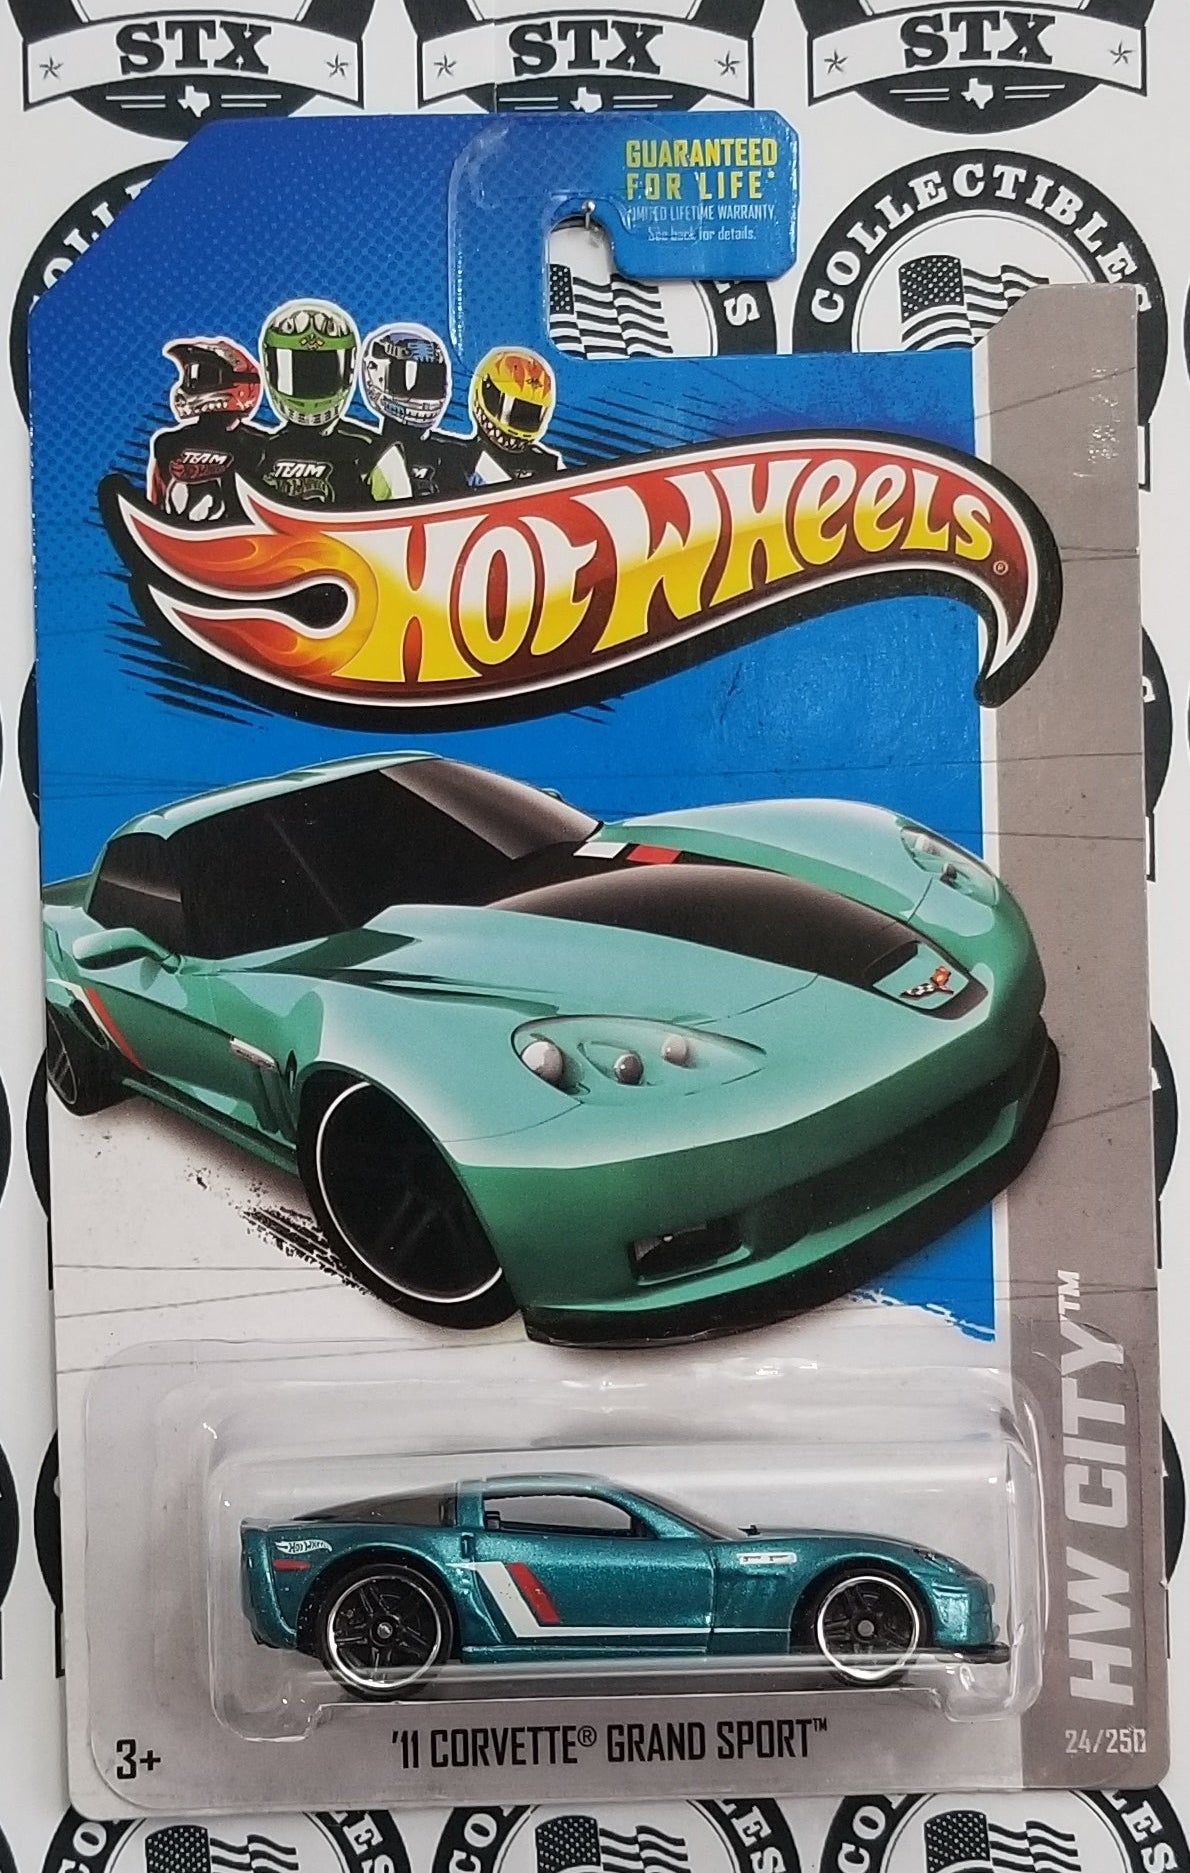 STX
STX
STX
COLLECTIBLES
GUARANTEED
FOR LIFE®
LIMITED LIFETIME WARRANTY.
See back for details.
TEAM
TEAM
HOT WHEELS®
HOT WHEELS
HW CITY™
'11 CORVETTE® GRAND SPORT™
3+
24/250